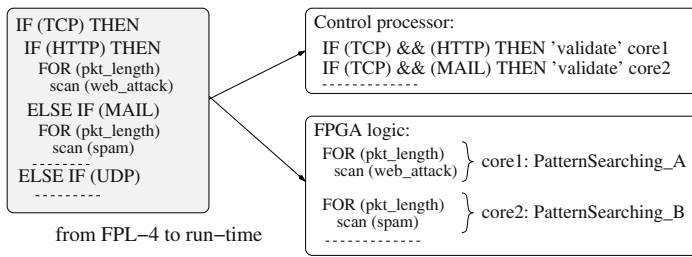 IF (TCP) THEN
IF (HTTP) THEN
FOR (pkt_length)
scan (web_attack)
ELSE IF (MAIL)
FOR (pkt_length)
scan (spam)
---------
ELSE IF (UDP)
---------
from FPL−4 to run−time
Control processor:
IF (TCP) && (HTTP) THEN ’validate’ core1
IF (TCP) && (MAIL) THEN ’validate’ core2
-------------
FPGA logic:
FOR (pkt_length)
scan (web_attack)
core1: PatternSearching_A
FOR (pkt_length)
scan (spam)
core2: PatternSearching_B
-------------